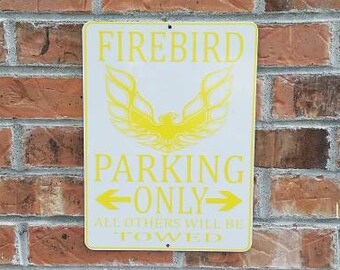 FIREBIRD
PARKING
ONLY
ALL OTHERS WILL BE
TOWED